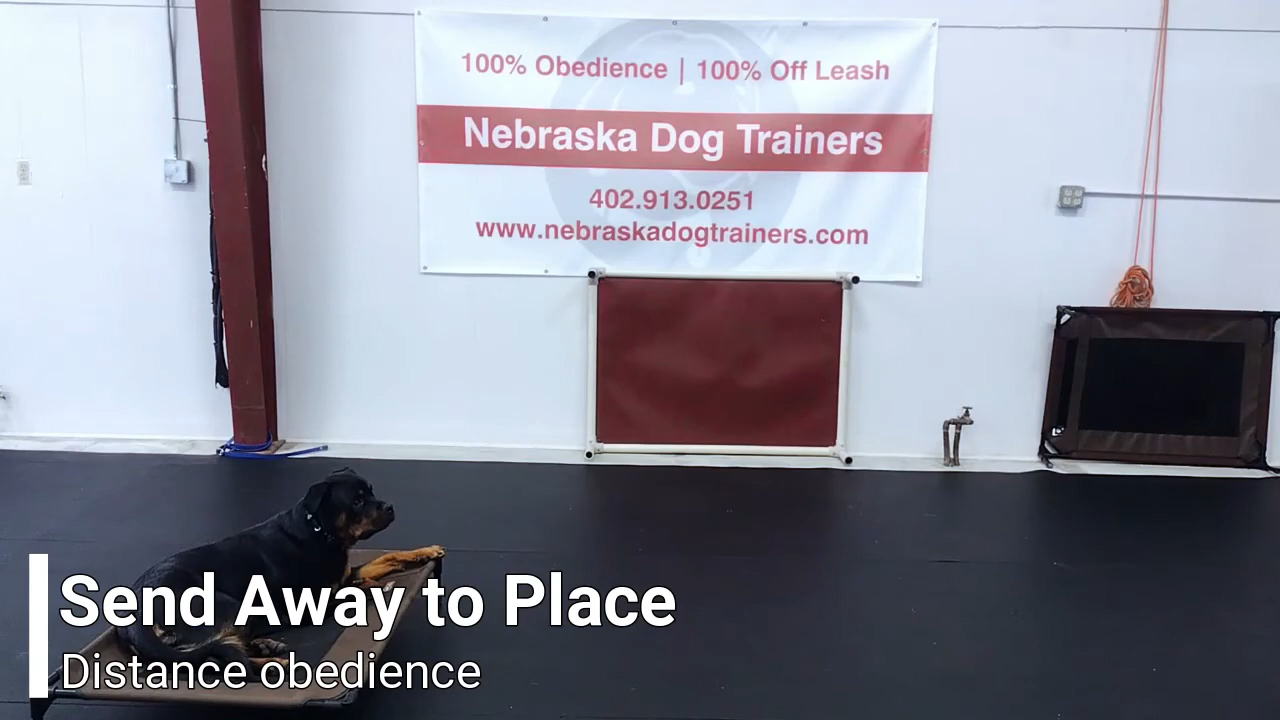 100% Obedience | 100% Off Leash
Nebraska Dog Trainers
402.913.0251
www.nebraskadogtrainers.com
Send Away to Place
Distance obedience